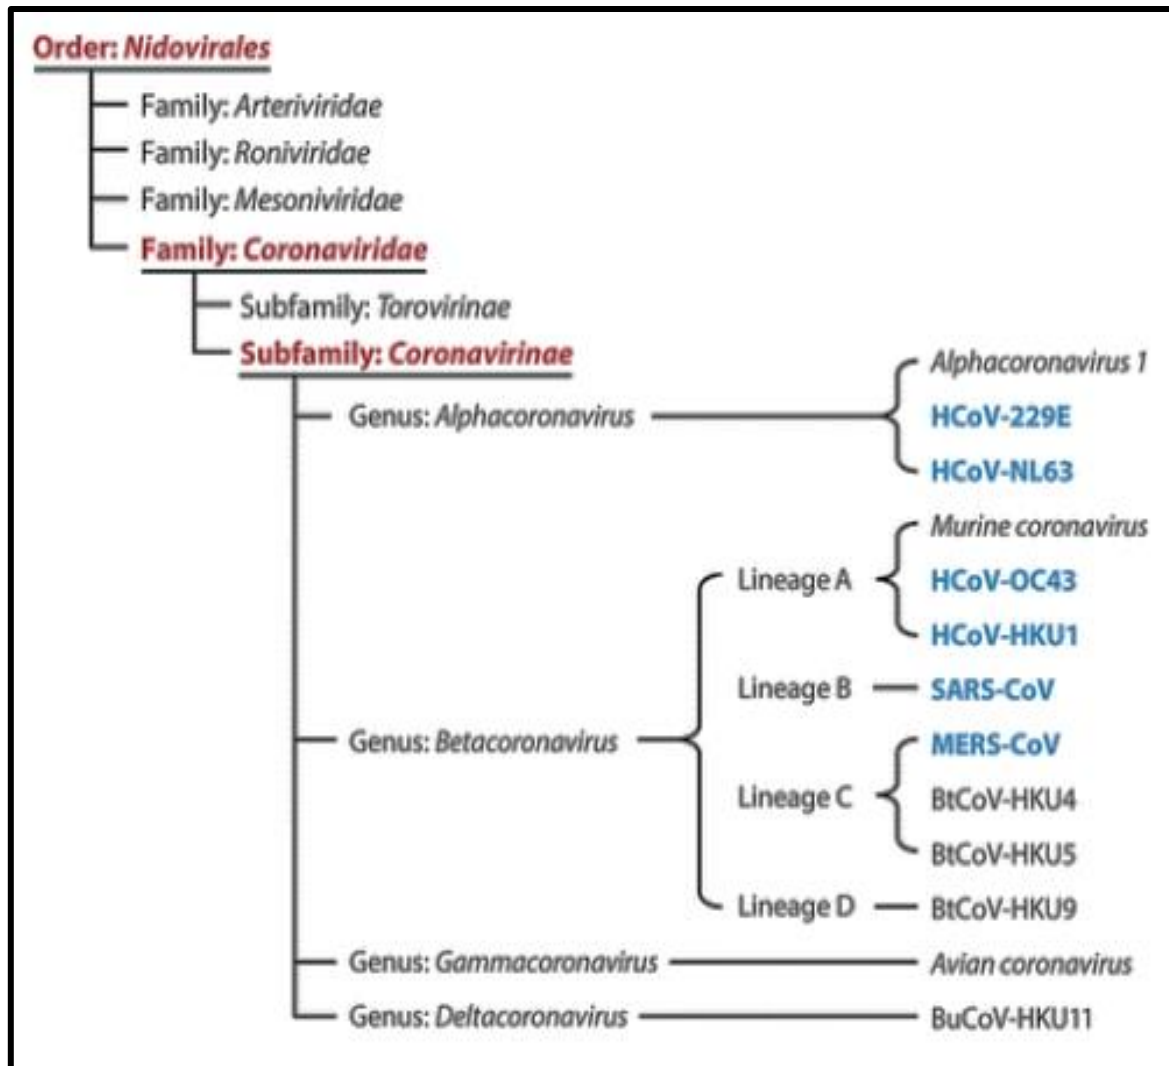 Order: Nidovirales
Family: Arteriviridae
Family: Roniviridae
Family: Mesoniviridae
Family: Coronaviridae
Subfamily: Torovirinae
Subfamily: Coronavirinae
Genus: Alphacoronavirus
Alphacoronavirus 1
HCoV-229E
HCoV-NL63
Genus: Betacoronavirus
Lineage A
Murine coronavirus
HCoV-OC43
HCoV-HKU1
Lineage B
SARS-CoV
Lineage C
MERS-CoV
BtCoV-HKU4
BtCoV-HKU5
Lineage D
BtCoV-HKU9
Genus: Gammacoronavirus
Avian coronavirus
Genus: Deltacoronavirus
BuCoV-HKU11